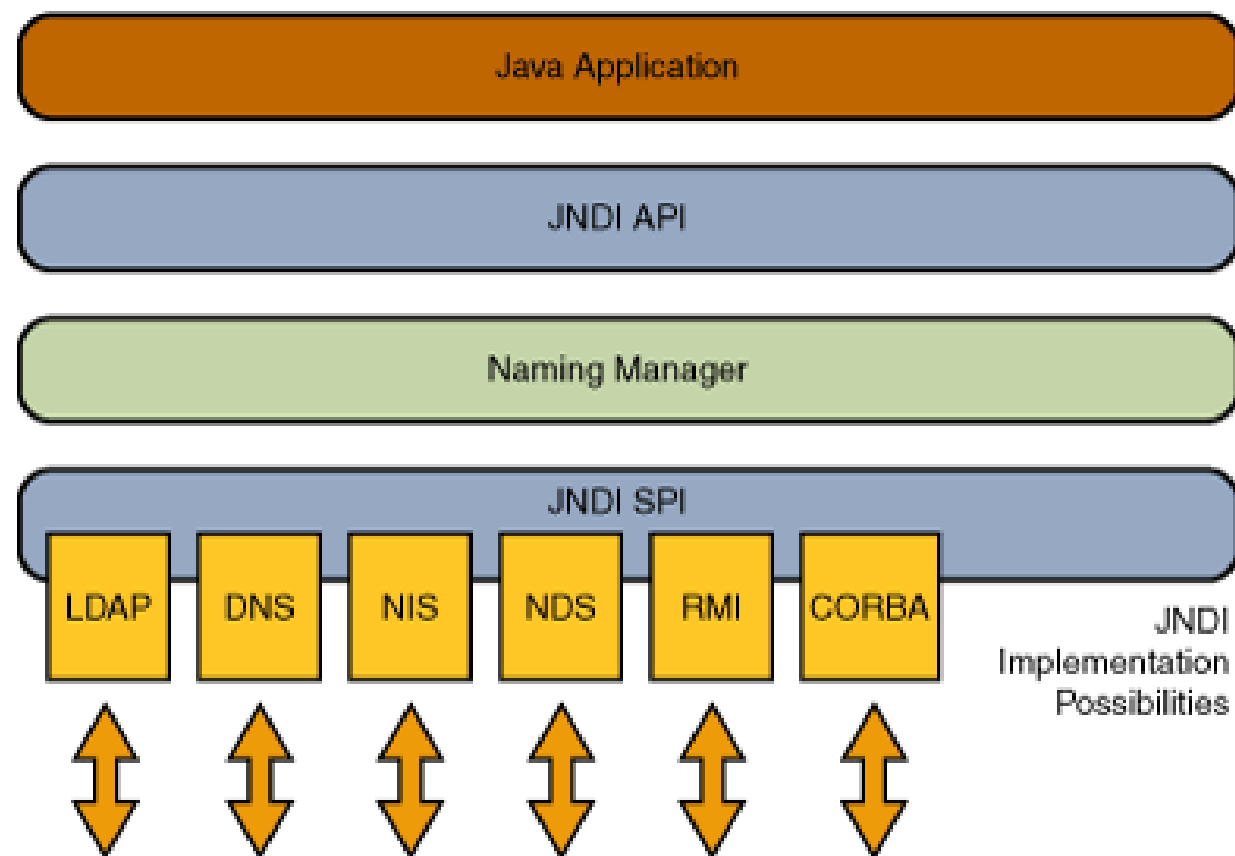 Java Application
JNDI API
Naming Manager
JNDI SPI
LDAP
DNS
NIS
NDS
RMI
CORBA
JNDI
Implementation
Possibilities